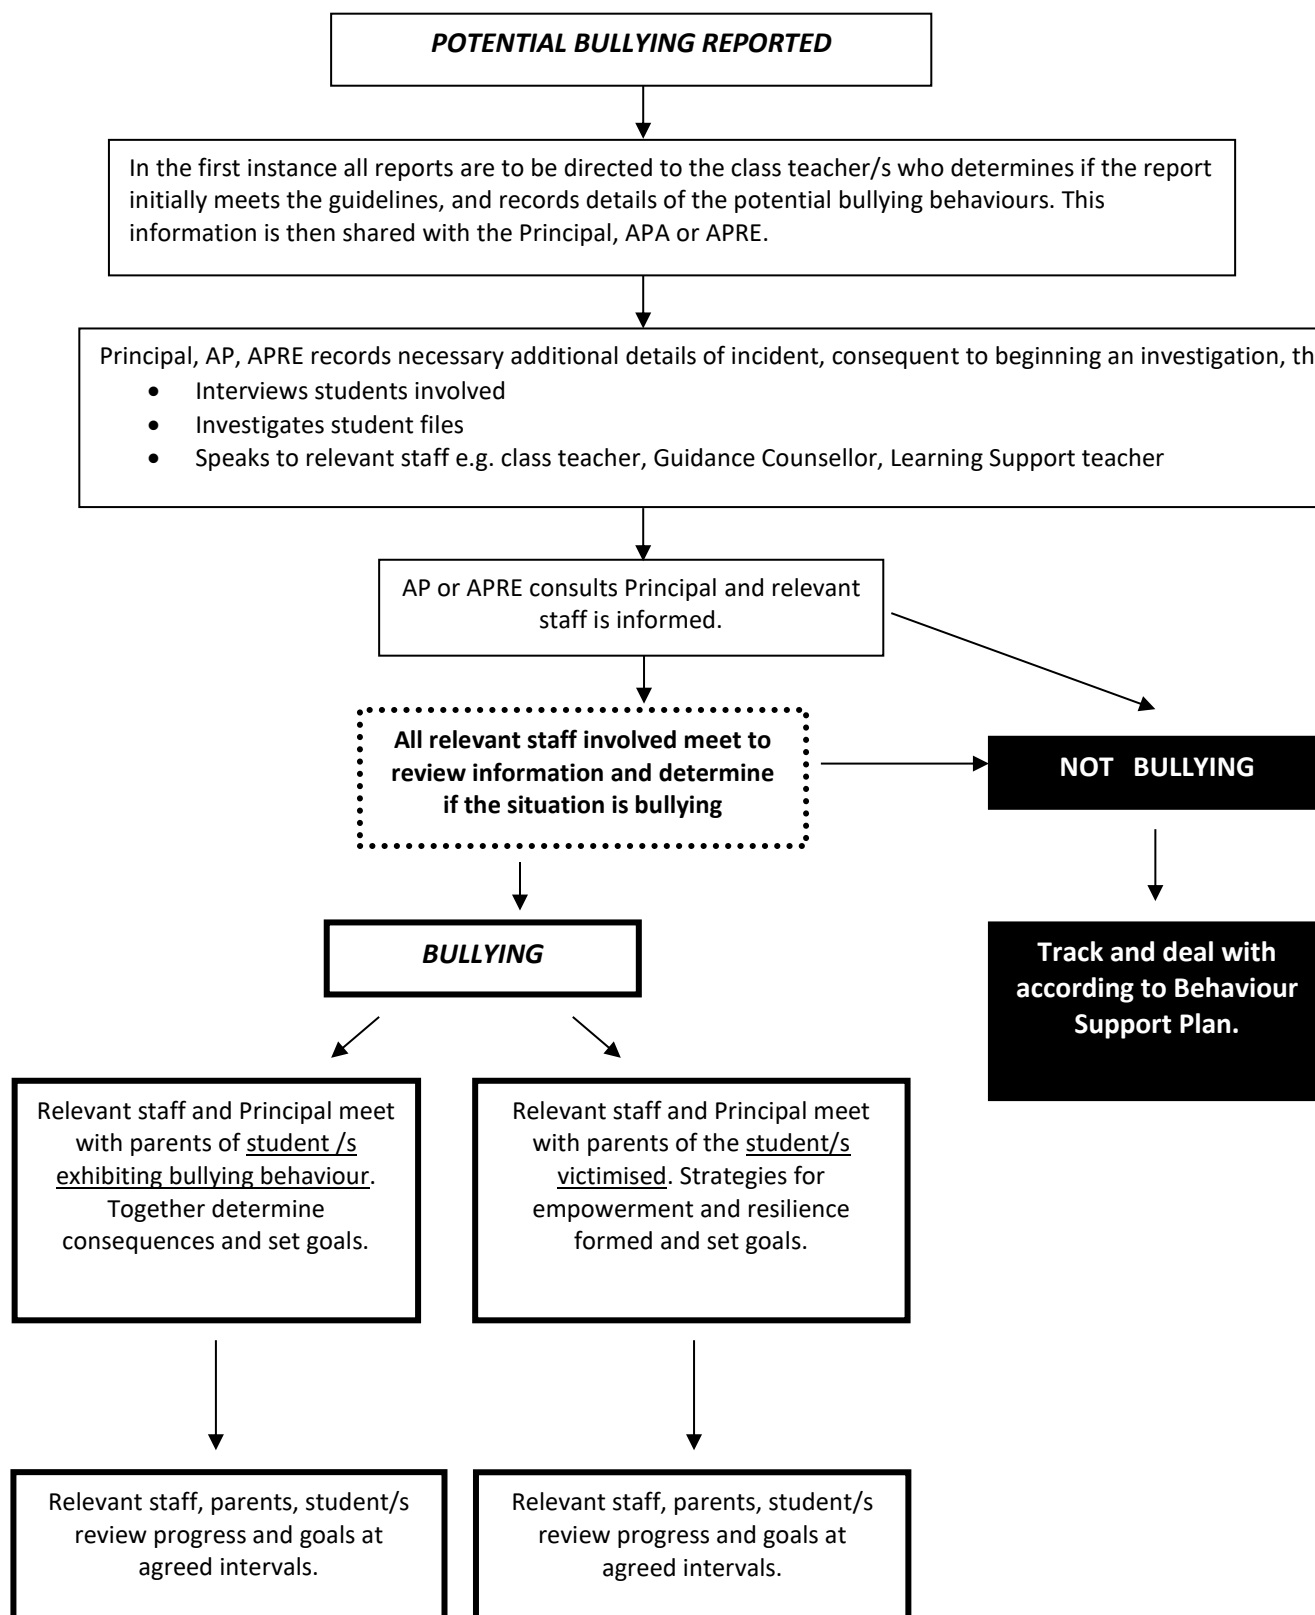 POTENTIAL BULLYING REPORTED
In the first instance all reports are to be directed to the class teacher/s who determines if the report
initially meets the guidelines, and records details of the potential bullying behaviours. This
information is then shared with the Principal, APA or APRE.
Principal, AP, APRE records necessary additional details of incident, consequent to beginning an investigation, th
• Interviews students involved
• Investigates student files
• Speaks to relevant staff e.g. class teacher, Guidance Counsellor, Learning Support teacher
AP or APRE consults Principal and relevant
staff is informed.
All relevant staff involved meet to
review information and determine
if the situation is bullying
NOT BULLYING
BULLYING
Track and deal with
according to Behaviour
Support Plan.
Relevant staff and Principal meet
with parents of student /s
exhibiting bullying behaviour.
Together determine
consequences and set goals.
Relevant staff and Principal meet
with parents of the student/s
victimised. Strategies for
empowerment and resilience
formed and set goals.
Relevant staff, parents, student/s
review progress and goals at
agreed intervals.
Relevant staff, parents, student/s
review progress and goals at
agreed intervals.